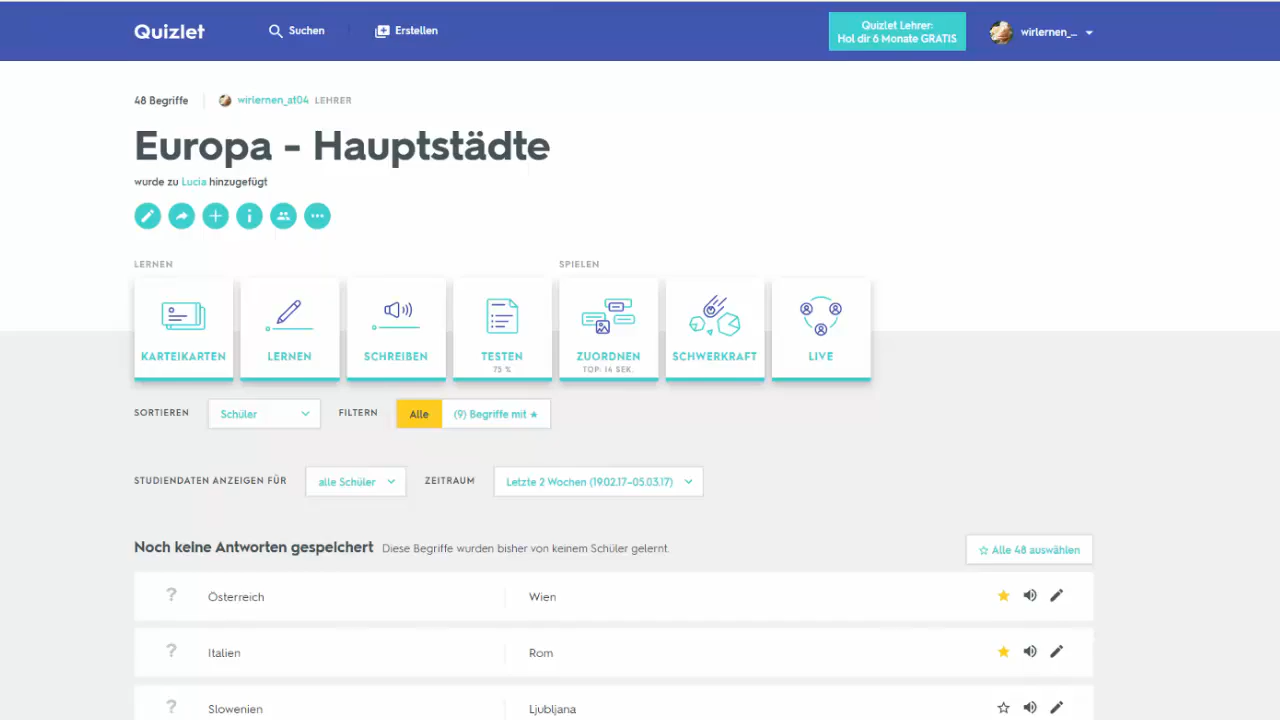 Quizlet
Suchen
Erstellen
Quizlet Lehrer:
Hol dir 6 Monate GRATIS
wirlernen_...
48 Begriffe
wirlernen_at04 LEHRER
Europa - Hauptstädte
wurde zu Lucia hinzugefügt
LERNEN
SPIELEN
KARTEIKARTEN
LERNEN
SCHREIBEN
TESTEN
75 %
ZUORDNEN
TOP: 14 SEK.
SCHWERKRAFT
LIVE
SORTIEREN
Schüler
FILTERN
Alle
(9) Begriffe mit ★
STUDIENDATEN ANZEIGEN FÜR
alle Schüler
ZEITRAUM
Letzte 2 Wochen (19.02.17–05.03.17)
Noch keine Antworten gespeichert Diese Begriffe wurden bisher von keinem Schüler gelernt.
Alle 48 auswählen
? Österreich Wien
? Italien Rom
? Slowenien Ljubljana